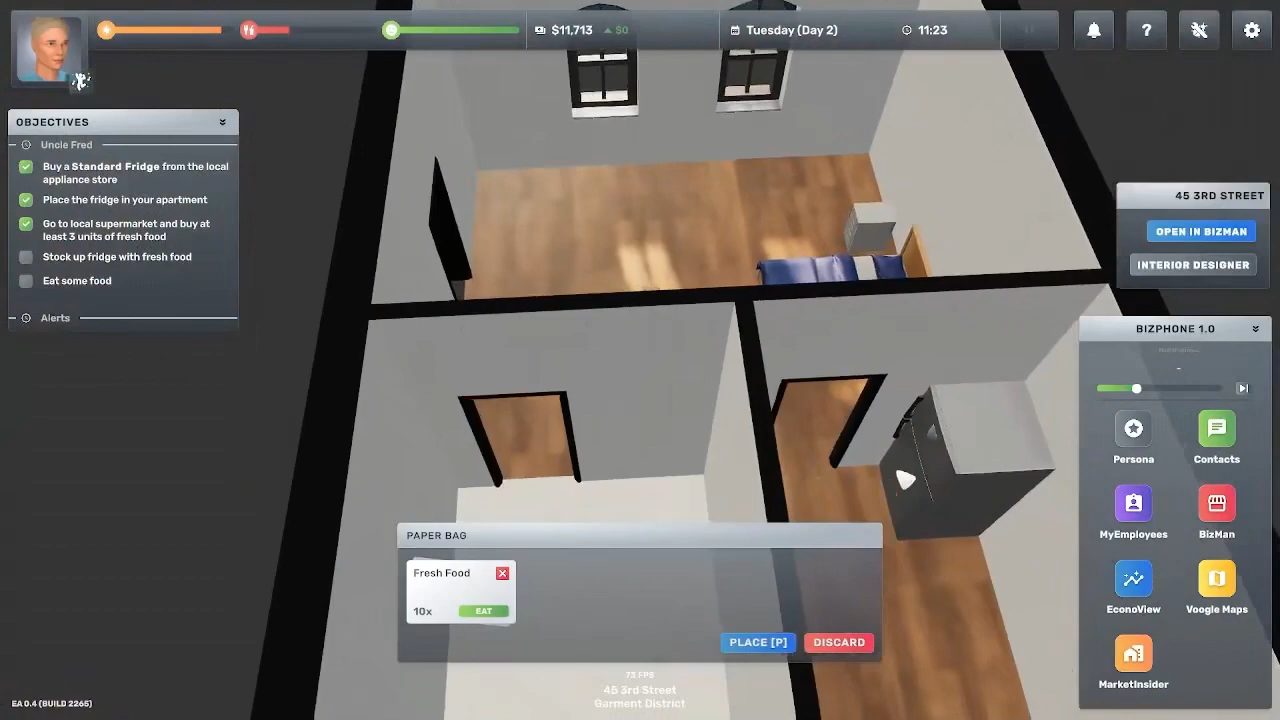 $11,713
$0
Tuesday (Day 2)
11:23
?
OBJECTIVES
Uncle Fred
Buy a Standard Fridge from the local
appliance store
Place the fridge in your apartment
Go to local supermarket and buy at
least 3 units of fresh food
Stock up fridge with fresh food
Eat some food
Alerts
45 3RD STREET
OPEN IN BIZMAN
INTERIOR DESIGNER
BIZPHONE 1.0
-
Persona
Contacts
MyEmployees
BizMan
EconoView
Voogle Maps
MarketInsider
PAPER BAG
Fresh Food
10x
EAT
PLACE [P]
DISCARD
73 FPS
45 3rd Street
Garment District
EA 0.4 (BUILD 2265)